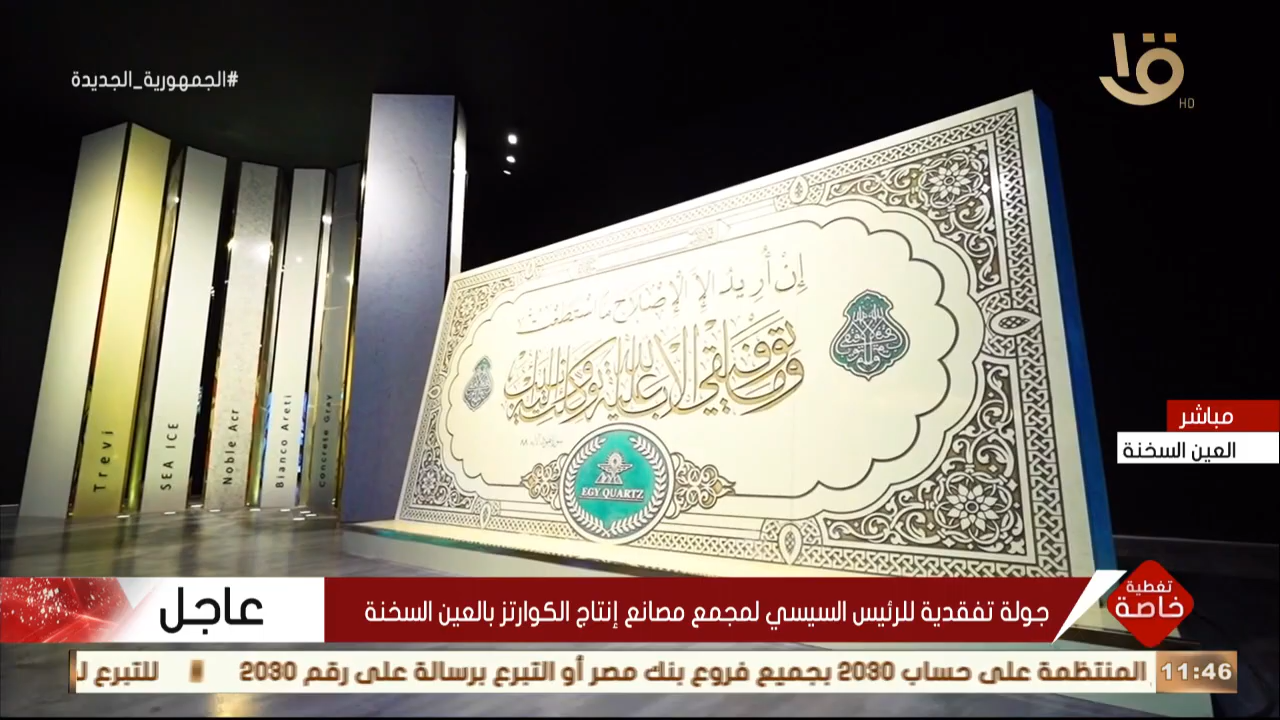 #الجمهورية_الجديدة
HD
إن أريد إلا الإصلاح ما استطعت
وما توفيقي إلا بالله عليه توكلت وإليه
EGY QUARTZ
Trevi
SEA ICE
Noble Acr
Bianco Areti
Concrete Gray
مباشر
العين السخنة
تغطية
خاصة
جولة تفقدية للرئيس السيسي لمجمع مصانع إنتاج الكوارتز بالعين السخنة
عاجل
11:46
المنتظمة على حساب 2030 بجميع فروع بنك مصر أو التبرع برسالة على رقم 2030 للتبرع